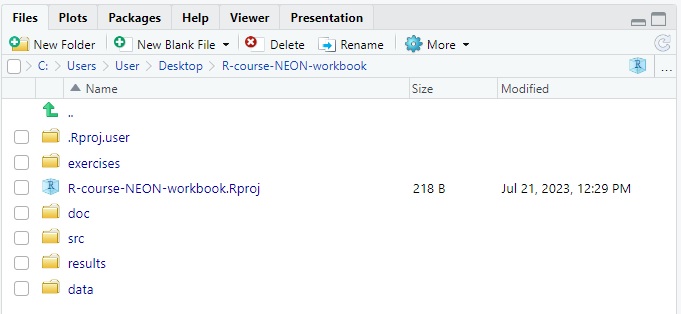 Files Plots Packages Help Viewer Presentation
New Folder New Blank File Delete Rename More
C: Users User Desktop R-course-NEON-workbook R ...
Name Size Modified
..
.Rproj.user
exercises
R-course-NEON-workbook.Rproj 218 B Jul 21, 2023, 12:29 PM
doc
src
results
data